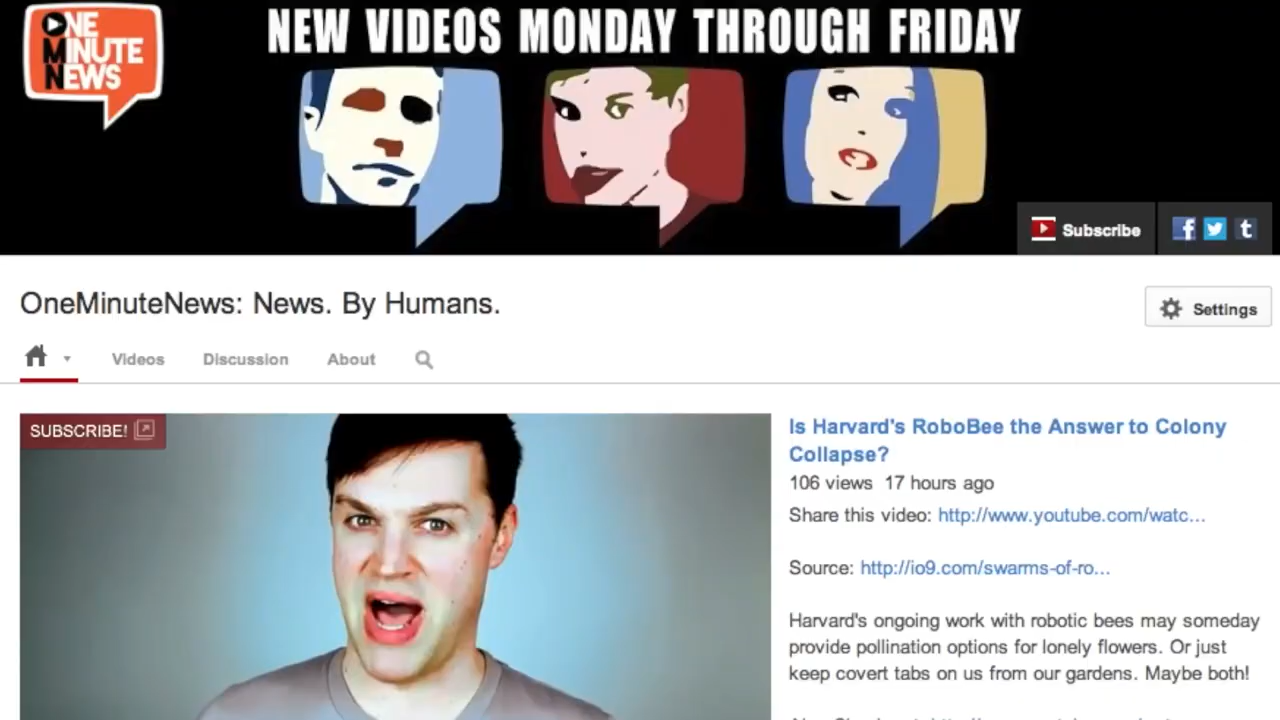 ONE
MINUTE
NEWS
NEW VIDEOS MONDAY THROUGH FRIDAY
Subscribe
f
t
OneMinuteNews: News. By Humans.
Settings
Videos
Discussion
About
SUBSCRIBE!
Is Harvard's RoboBee the Answer to Colony
Collapse?
106 views 17 hours ago
Share this video: http://www.youtube.com/watc...
Source: http://io9.com/swarms-of-ro...
Harvard's ongoing work with robotic bees may someday
provide pollination options for lonely flowers. Or just
keep covert tabs on us from our gardens. Maybe both!